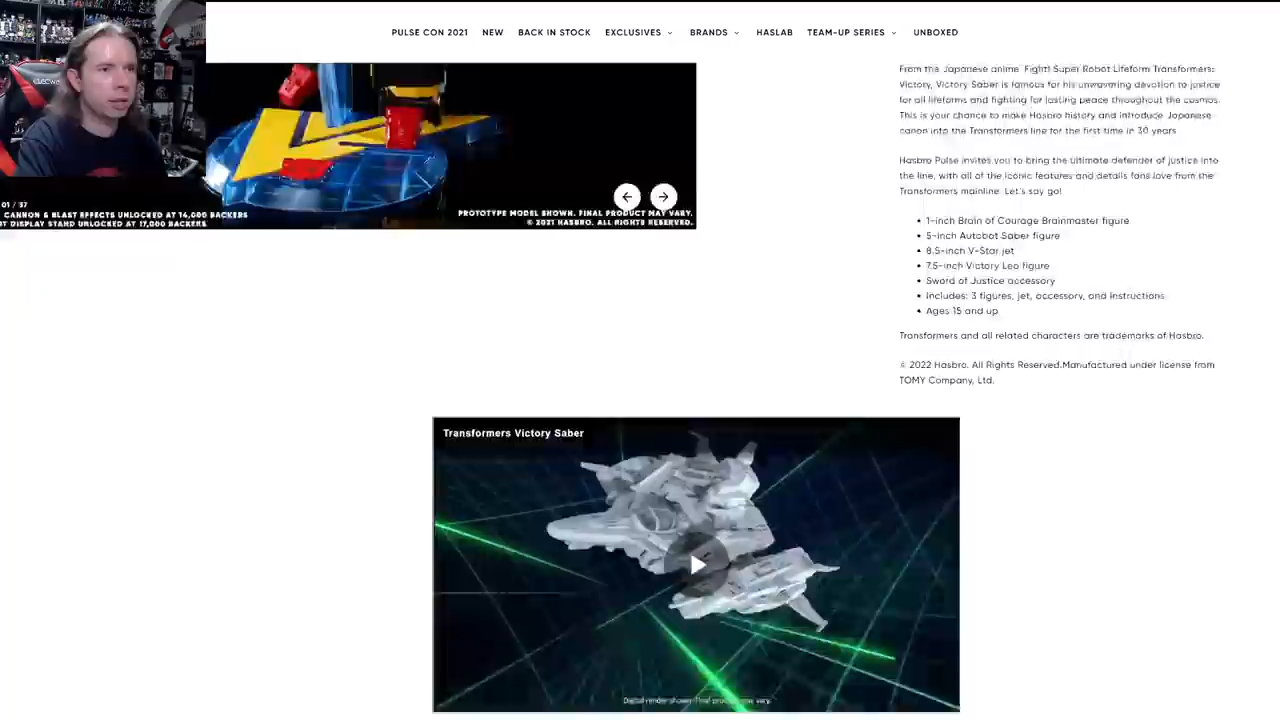 PULSE CON 2021 NEW BACK IN STOCK EXCLUSIVES BRANDS HASLAB TEAM-UP SERIES UNBOXED
01 / 37
CANNON & BLAST EFFECTS UNLOCKED AT 14,000 BACKERS
DISPLAY STAND UNLOCKED AT 17,000 BACKERS
PROTOTYPE MODEL SHOWN. FINAL PRODUCT MAY VARY.
© 2021 HASBRO. ALL RIGHTS RESERVED.
From the Japanese anime Fight! Super Robot Lifeform Transformers:
Victory, Victory Saber is famous for his unwavering devotion to justice
for all lifeforms and fighting for lasting peace throughout the cosmos.
This is your chance to make Hasbro history and introduce Japanese
canon into the Transformers line for the first time in 30 years
Hasbro Pulse invites you to bring the ultimate defender of justice into
the line, with all of the iconic features and details fans love from the
Transformers mainline. Let's say go!
• 1-inch Brain of Courage Brainmaster figure
• 5-inch Autobot Saber figure
• 8.5-inch V-Star jet
• 7.5-inch Victory Leo figure
• Sword of Justice accessory
• Includes: 3 figures, jet, accessory, and instructions
• Ages 15 and up
Transformers and all related characters are trademarks of Hasbro.
© 2022 Hasbro. All Rights Reserved.Manufactured under license from
TOMY Company, Ltd.
Transformers Victory Saber
Digital render shown. Final product may vary.